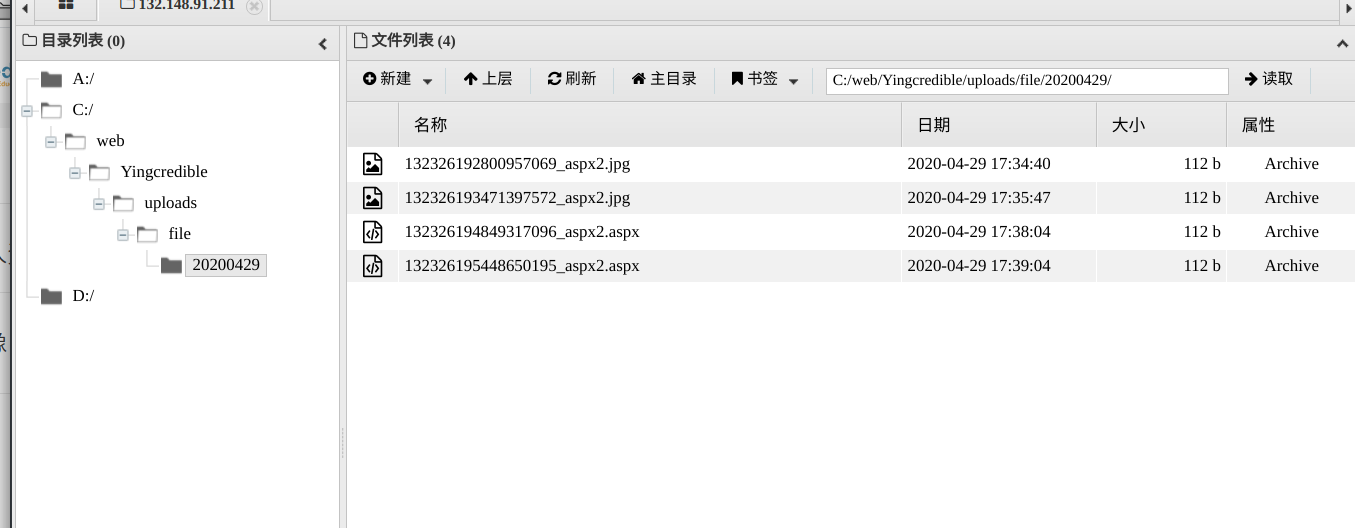 132.148.91.211
目录列表 (0)
文件列表 (4)
新建 上层 刷新 主目录 书签 C:/web/Yingcredible/uploads/file/20200429/ 读取
A:/
C:/
web
Yingcredible
uploads
file
20200429
D:/
名称 日期 大小 属性
132326192800957069_aspx2.jpg 2020-04-29 17:34:40 112 b Archive
132326193471397572_aspx2.jpg 2020-04-29 17:35:47 112 b Archive
132326194849317096_aspx2.aspx 2020-04-29 17:38:04 112 b Archive
132326195448650195_aspx2.aspx 2020-04-29 17:39:04 112 b Archive